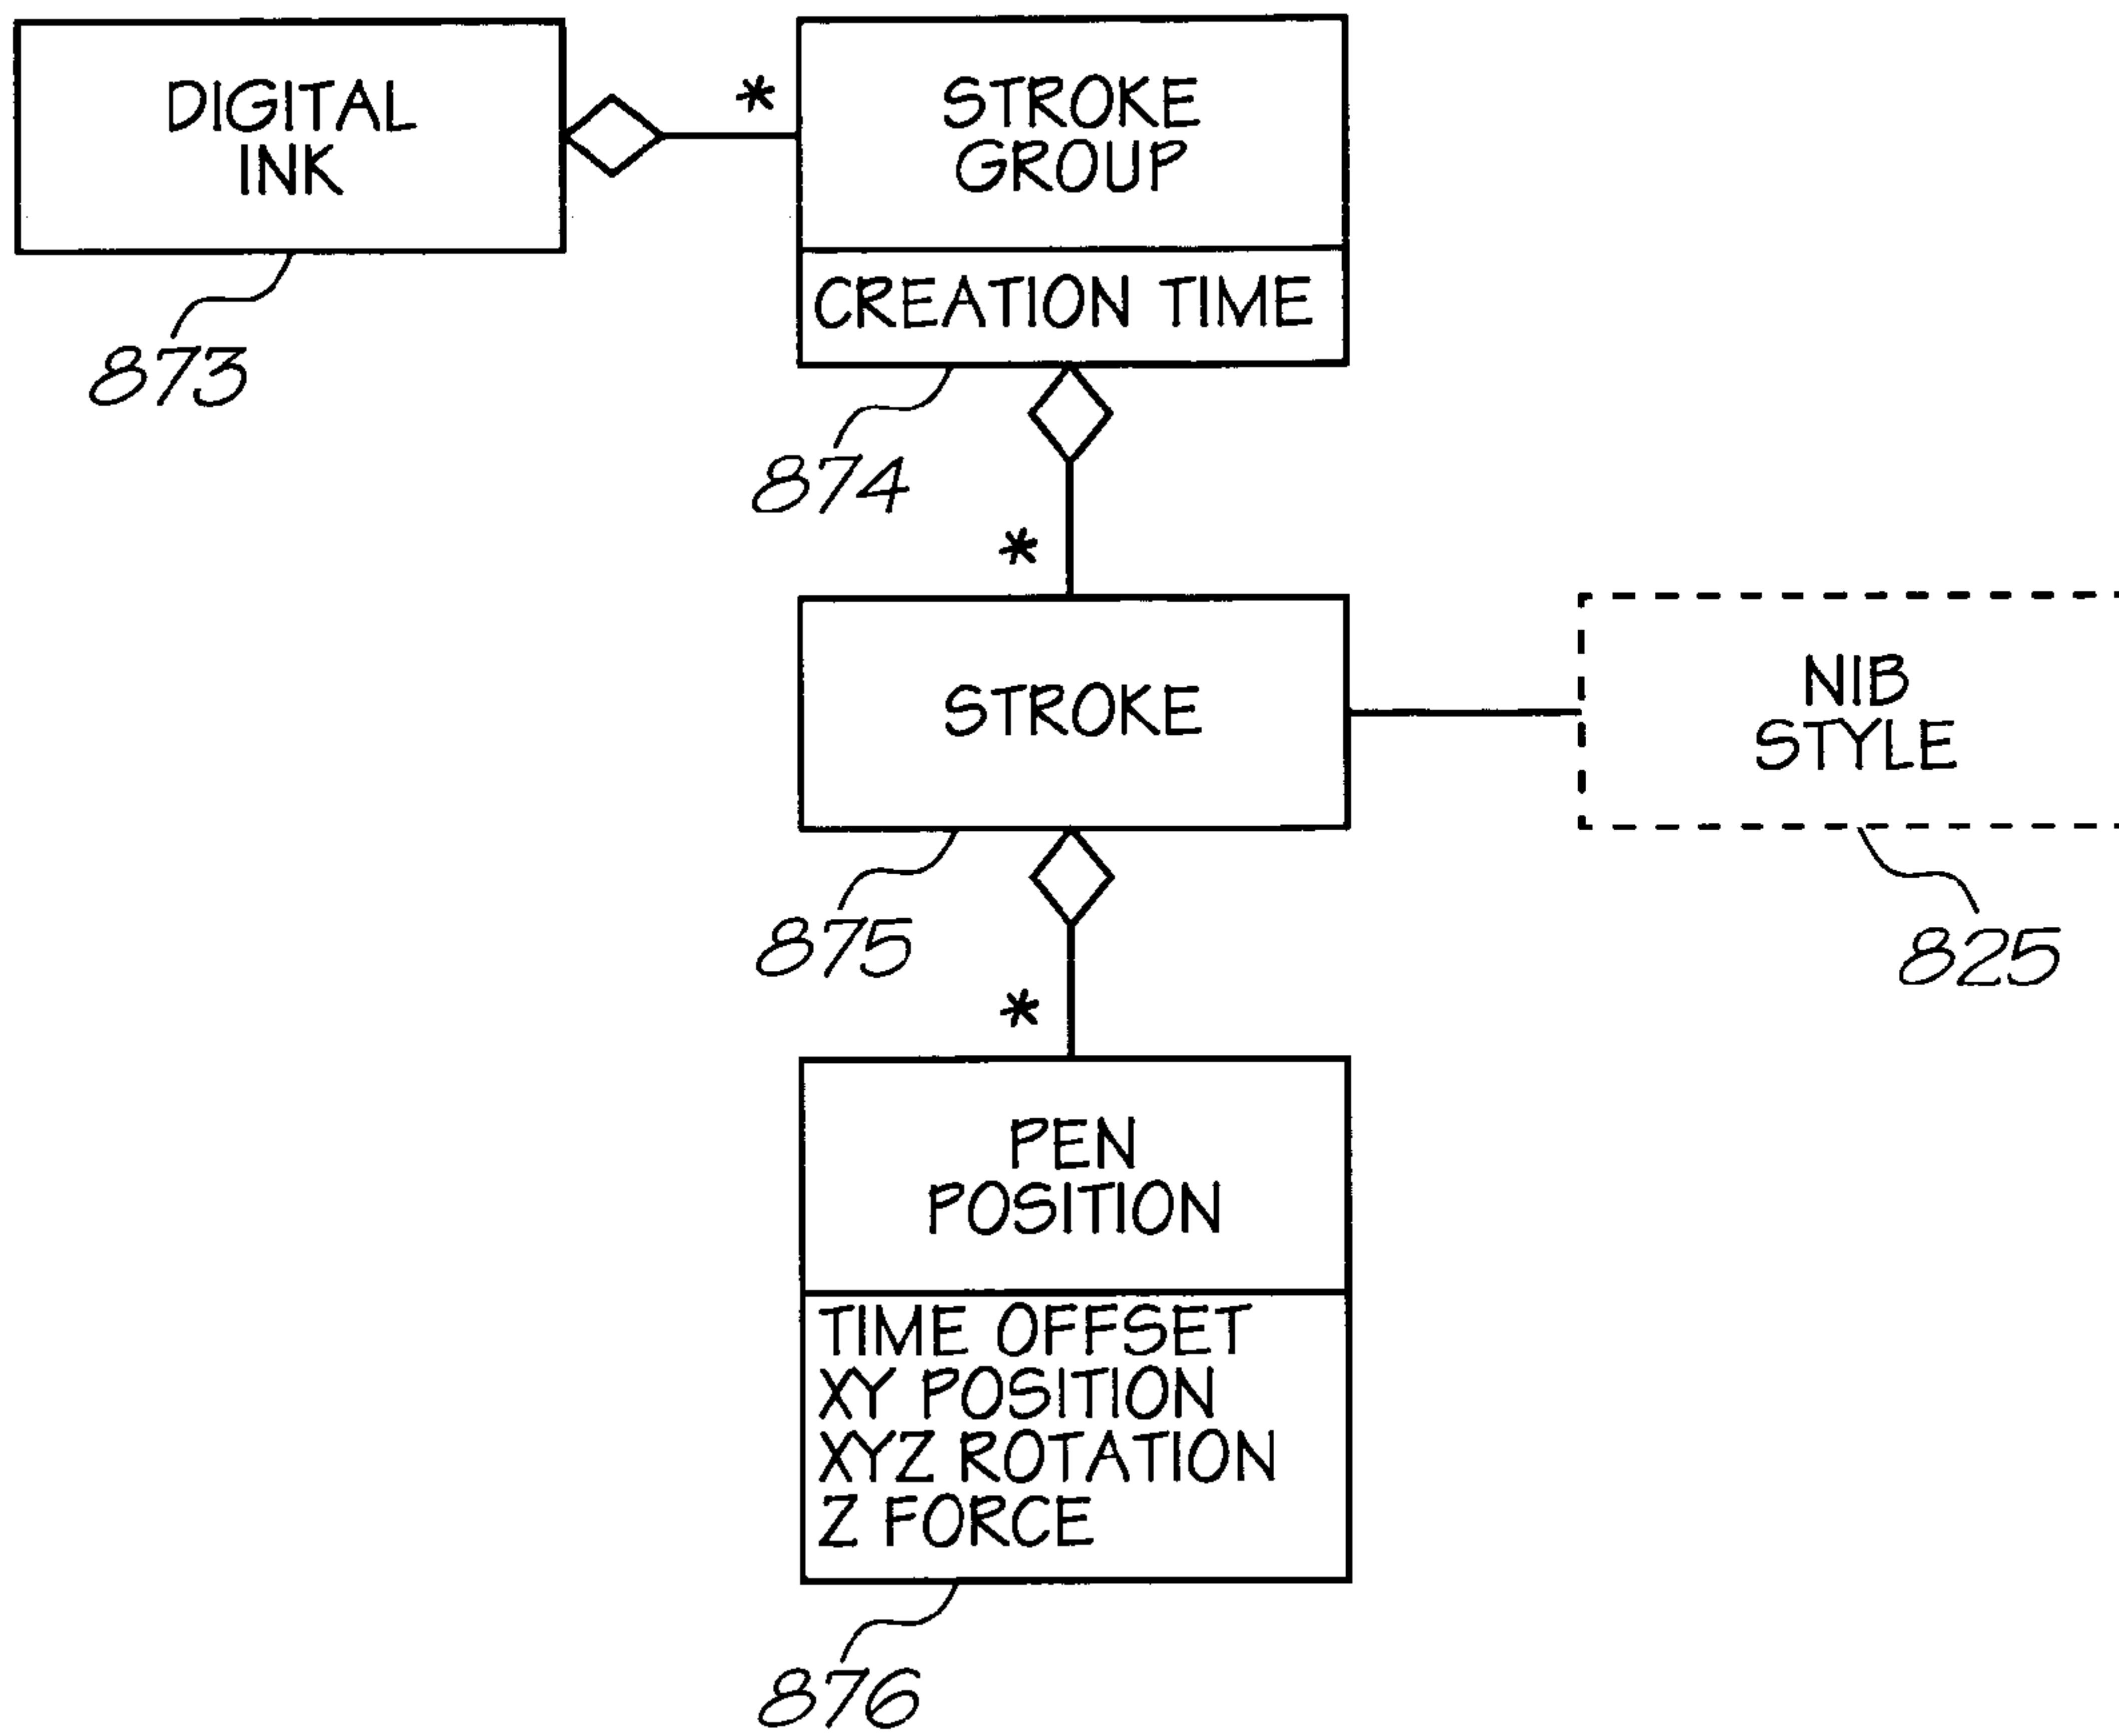 DIGITAL
INK
873
*
STROKE
GROUP
CREATION TIME
874
*
STROKE
875
NIB
STYLE
825
*
PEN
POSITION
TIME OFFSET
XY POSITION
XYZ ROTATION
Z FORCE
876